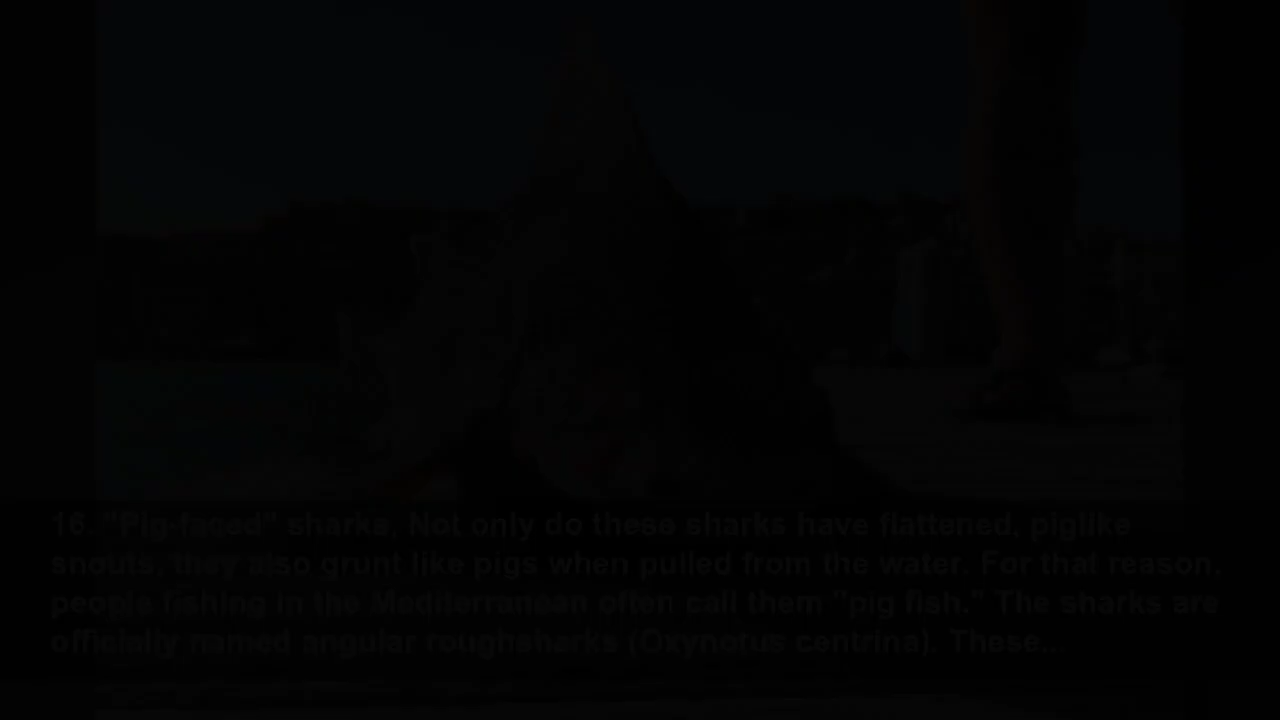 16. "Pig-faced" sharks. Not only do these sharks have flattened, piglike
snouts, they also grunt like pigs when pulled from the water. For that reason,
people fishing in the Mediterranean often call them "pig fish." The sharks are
officially named angular roughsharks (Oxynotus centrina). These...